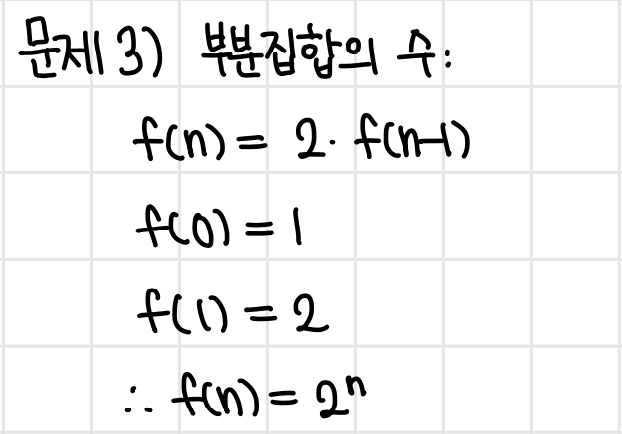 문제 3) 부분집합의 수:
f(n) = 2· f(n-1)
f(0) = 1
f(1) = 2
∴ f(n) = 2ⁿ